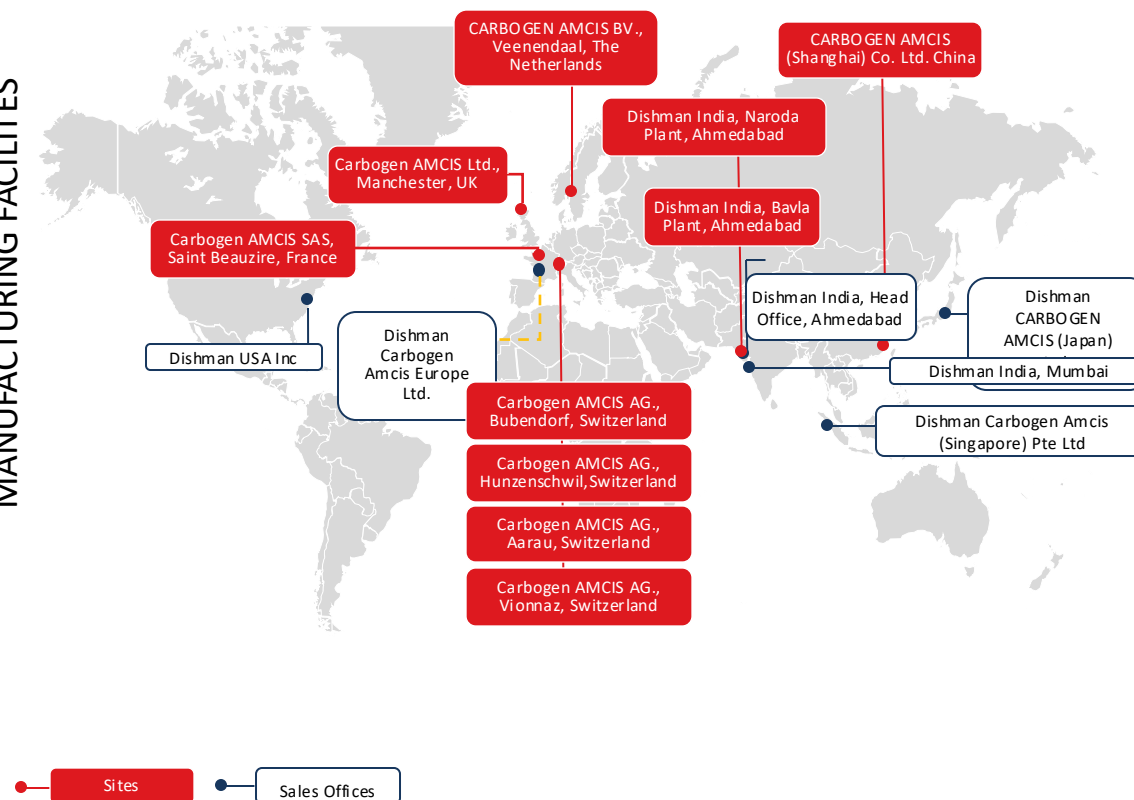 MANUFACTURING FACILITIES
CARBOGEN AMCIS BV.,
Veenendaal, The
Netherlands
CARBOGEN AMCIS
(Shanghai) Co. Ltd. China
Dishman India, Naroda
Plant, Ahmedabad
Carbogen AMCIS Ltd.,
Manchester, UK
Dishman India, Bavla
Plant, Ahmedabad
Carbogen AMCIS SAS,
Saint Beauzire, France
Dishman India, Head
Office, Ahmedabad
Dishman
CARBOGEN
AMCIS (Japan)
Dishman USA Inc
Dishman
Carbogen
Amcis Europe
Ltd.
Dishman India, Mumbai
Carbogen AMCIS AG.,
Bubendorf, Switzerland
Dishman Carbogen Amcis
(Singapore) Pte Ltd
Carbogen AMCIS AG.,
Hunzenschwil, Switzerland
Carbogen AMCIS AG.,
Aarau, Switzerland
Carbogen AMCIS AG.,
Vionnaz, Switzerland
Sites
Sales Offices